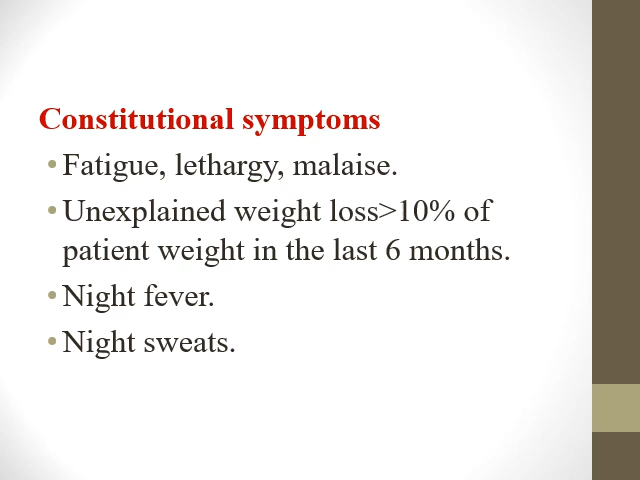 Constitutional symptoms
• Fatigue, lethargy, malaise.
• Unexplained weight loss>10% of
patient weight in the last 6 months.
• Night fever.
• Night sweats.